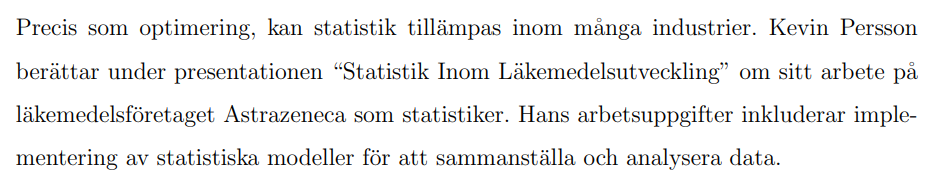 Precis som optimering, kan statistik tillämpas inom många industrier. Kevin Persson
berättar under presentationen “Statistik Inom Läkemedelsutveckling” om sitt arbete på
läkemedelsföretaget Astrazeneca som statistiker. Hans arbetsuppgifter inkluderar imple-
mentering av statistiska modeller för att sammanställa och analysera data.